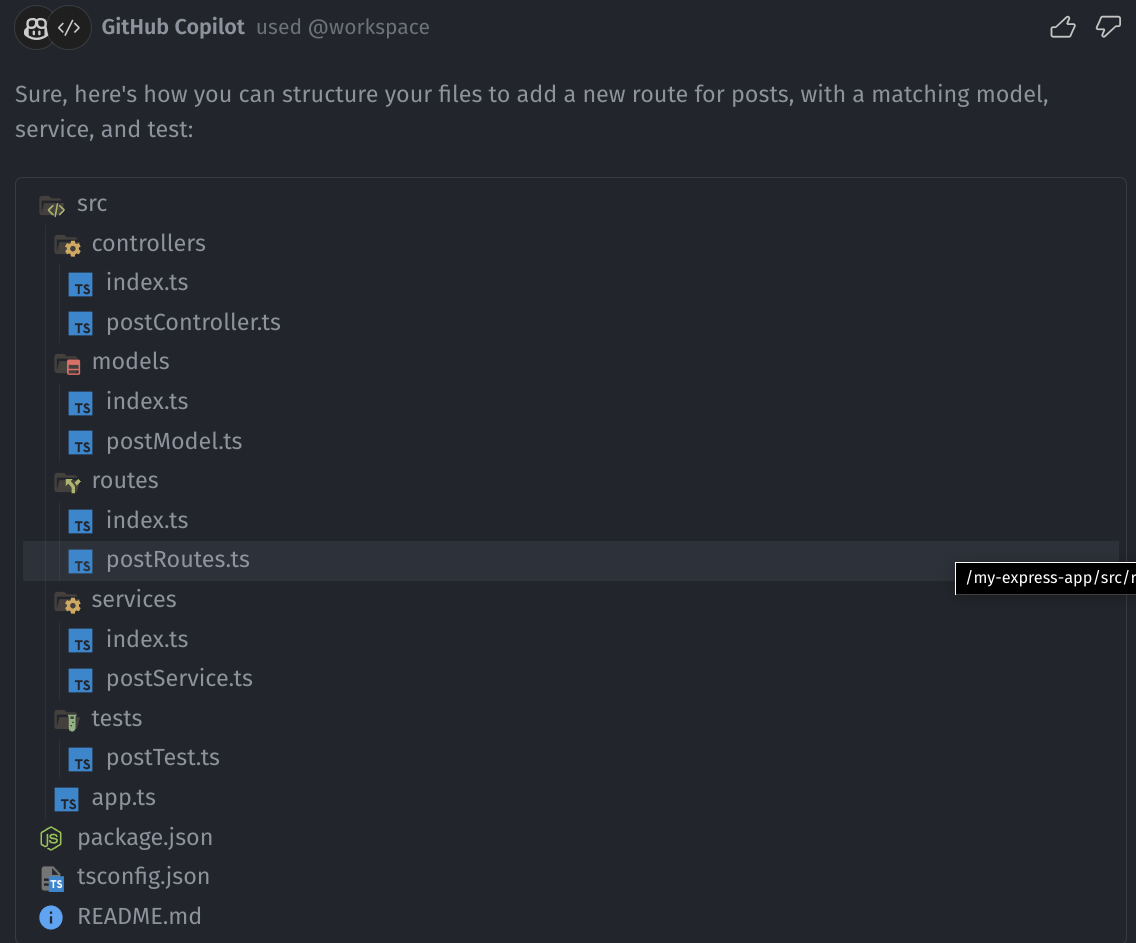 GitHub Copilot used @workspace
Sure, here's how you can structure your files to add a new route for posts, with a matching model,
service, and test:
src
controllers
TS index.ts
TS postController.ts
models
TS index.ts
TS postModel.ts
routes
TS index.ts
TS postRoutes.ts
/my-express-app/src/r
services
TS index.ts
TS postService.ts
tests
TS postTest.ts
TS app.ts
JS package.json
TS tsconfig.json
i README.md